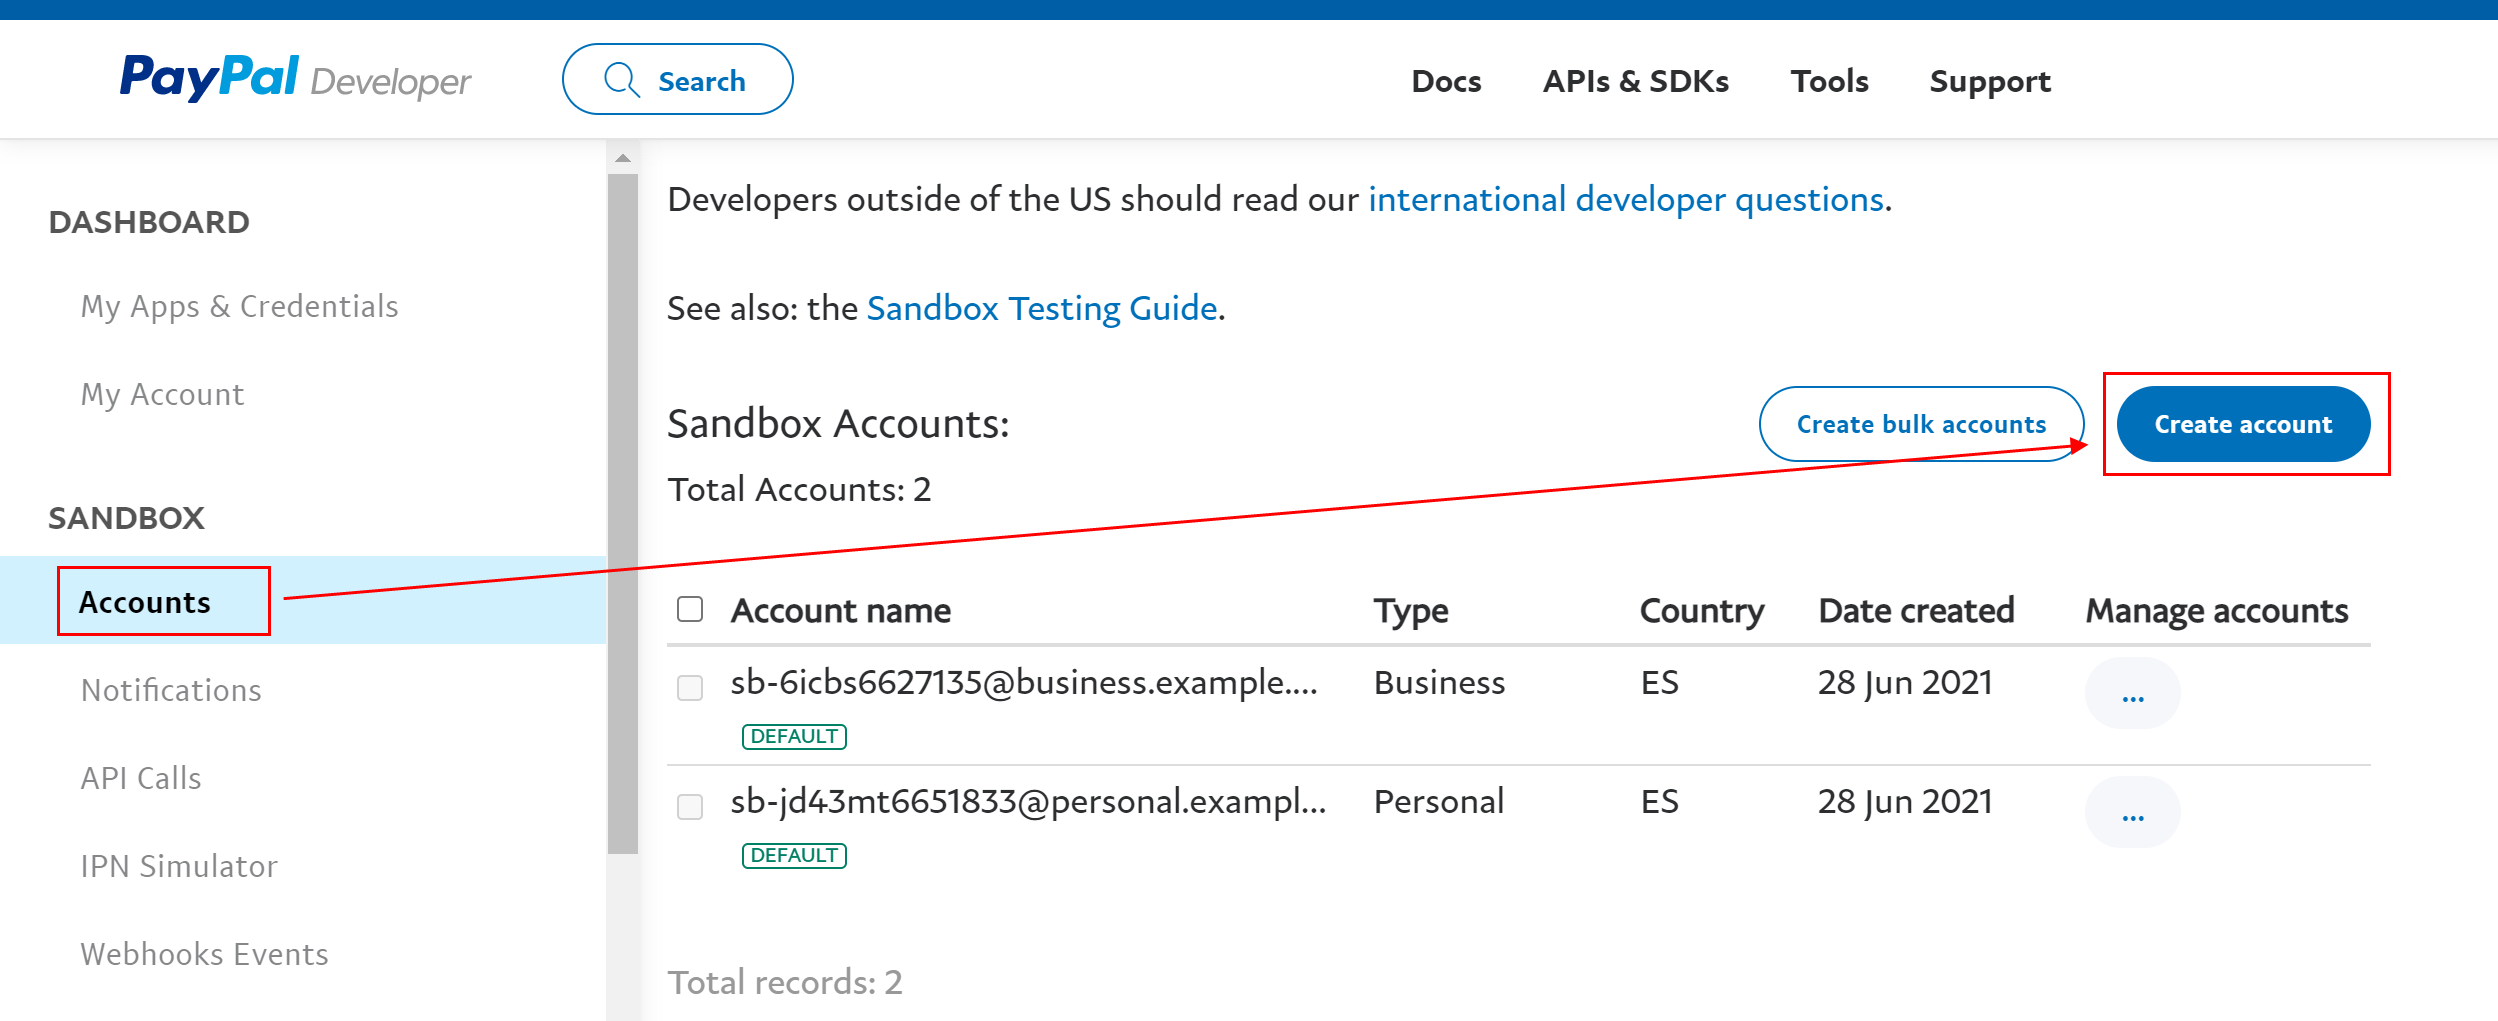 PayPal Developer
Search
Docs
APIs & SDKs
Tools
Support
DASHBOARD
My Apps & Credentials
My Account
SANDBOX
Accounts
Notifications
API Calls
IPN Simulator
Webhooks Events
Developers outside of the US should read our international developer questions.
See also: the Sandbox Testing Guide.
Sandbox Accounts:
Create bulk accounts
Create account
Total Accounts: 2
Account name Type Country Date created Manage accounts
sb-6icbs6627135@business.example.... Business ES 28 Jun 2021 ...
DEFAULT
sb-jd43mt6651833@personal.exampl... Personal ES 28 Jun 2021 ...
DEFAULT
Total records: 2